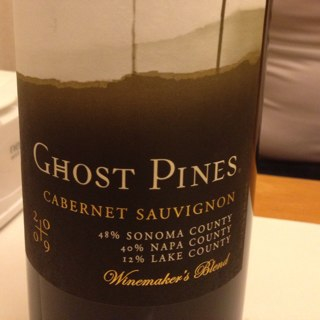 GHOST PINES
CABERNET SAUVIGNON
20
09
48% SONOMA COUNTY
40% NAPA COUNTY
12% LAKE COUNTY
Winemaker's Blend